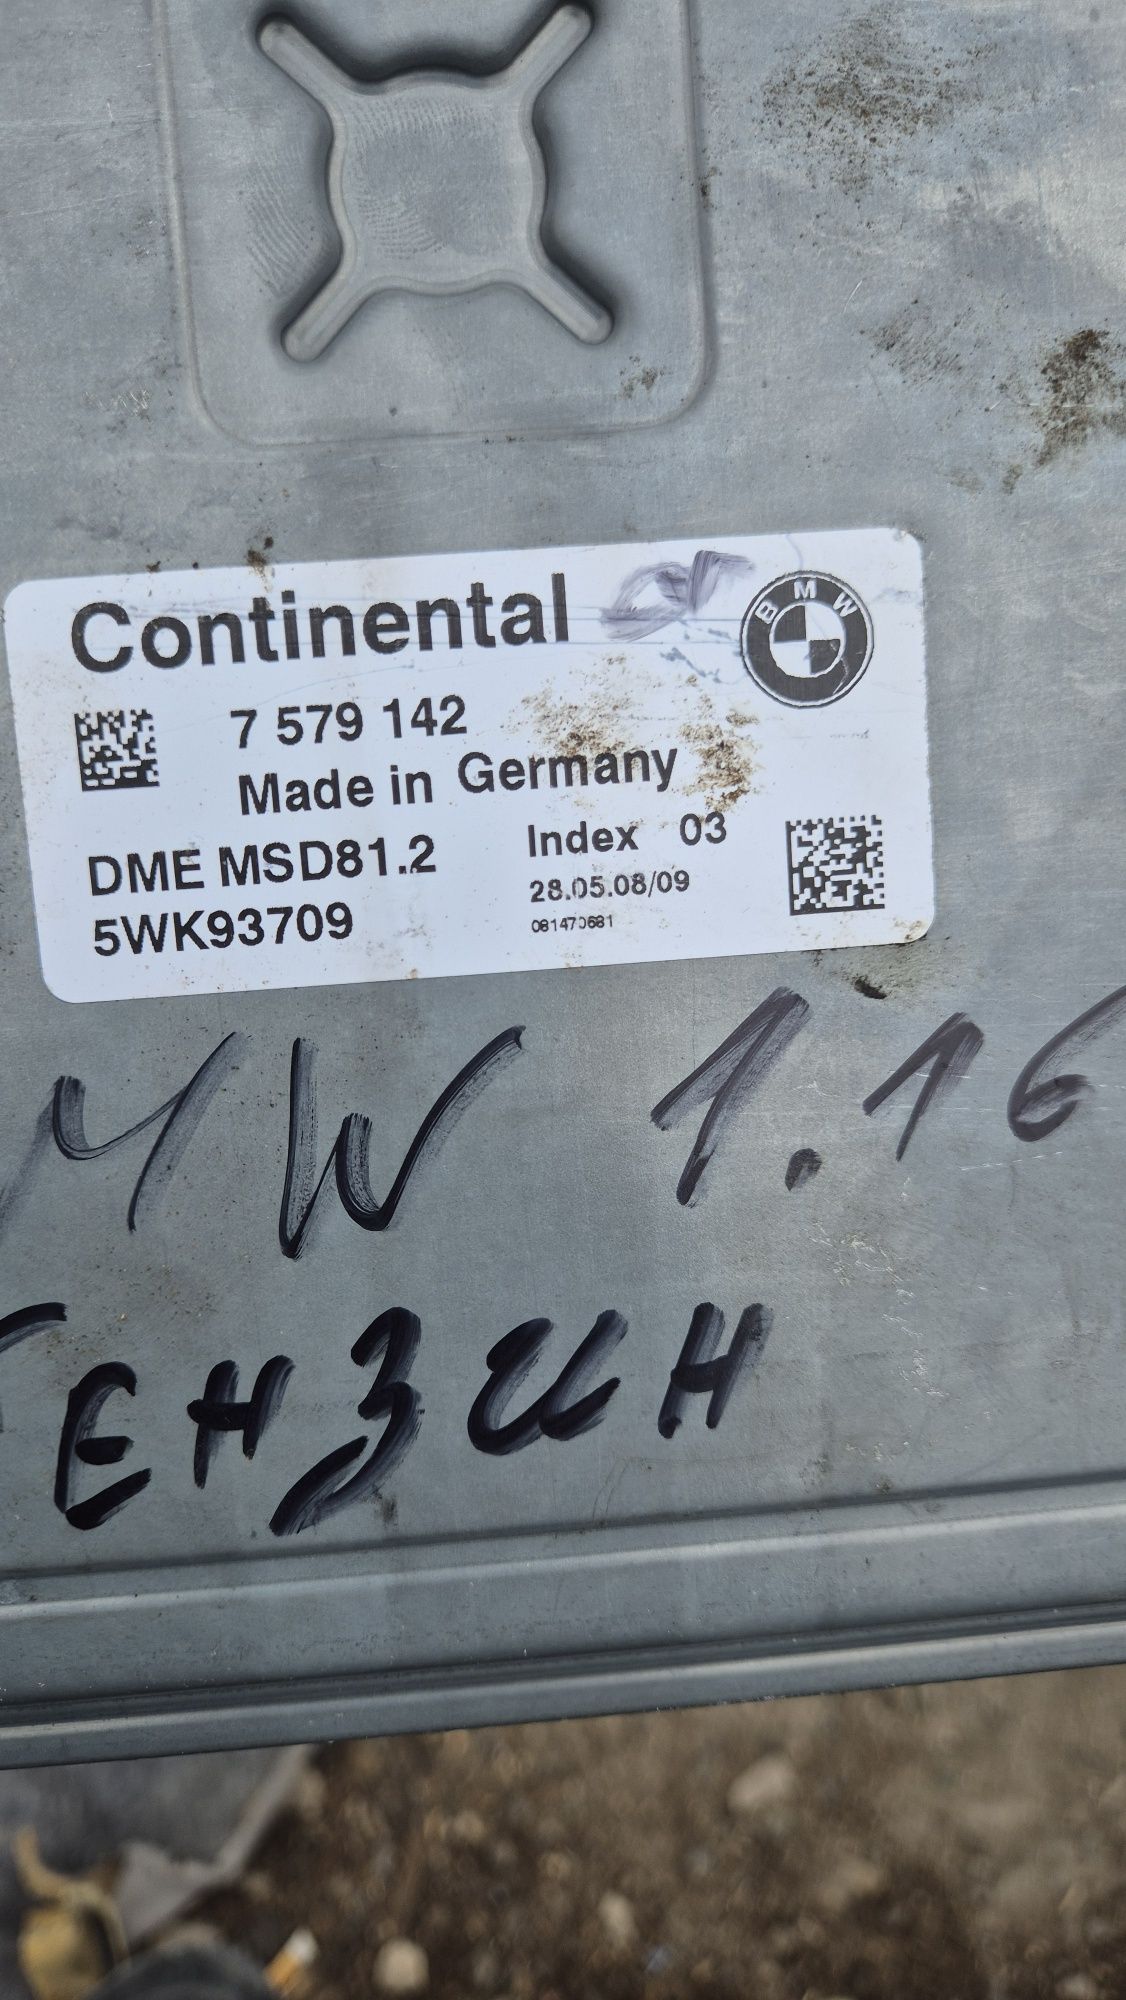 Continental
BMW
7 579 142
Made in Germany
DME MSD81.2
Index 03
5WK93709
28.05.08/09
081470681
MW 1.16
ЕНЗИН